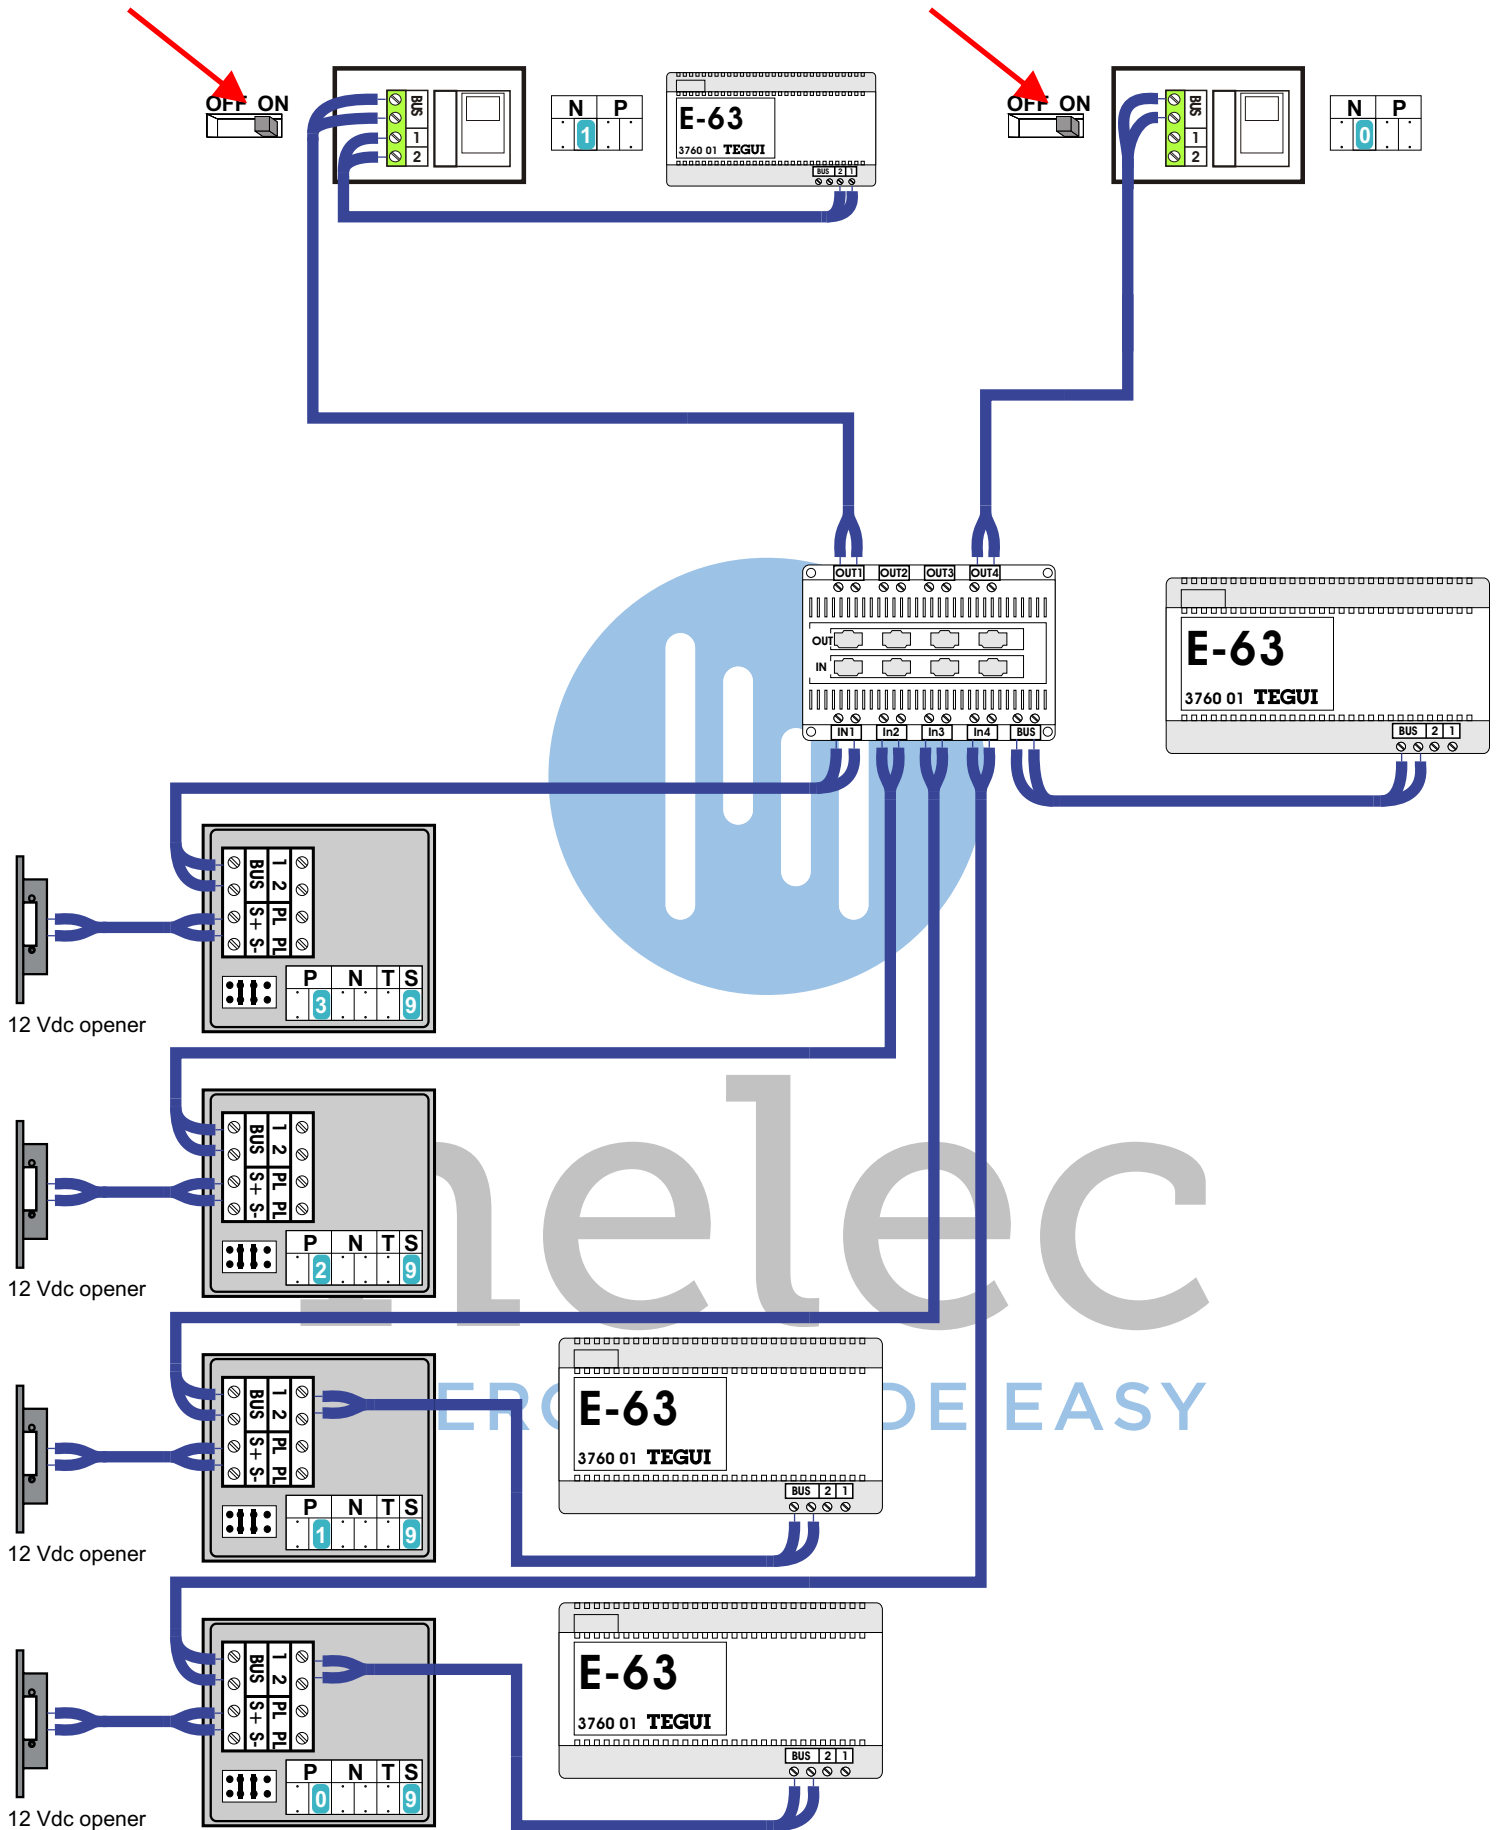 OFF ON
BUS
1
2
N P
1
E-63
3760 01 TEGUI
BUS 2 1
OFF ON
BUS
1
2
N P
0
OUT1 OUT2 OUT3 OUT4
OUT
IN
IN1 In2 In3 In4 BUS
E-63
3760 01 TEGUI
BUS 2 1
BUS 1 2
S+ S- PL PL
P N T S
3 9
12 Vdc opener
BUS 1 2
S+ S- PL PL
P N T S
2 9
12 Vdc opener
nelec
BUS 1 2
S+ S- PL PL
P N T S
1 9
12 Vdc opener
E-63
3760 01 TEGUI
BUS 2 1
EASY
BUS 1 2
S+ S- PL PL
P N T S
0 9
12 Vdc opener
E-63
3760 01 TEGUI
BUS 2 1